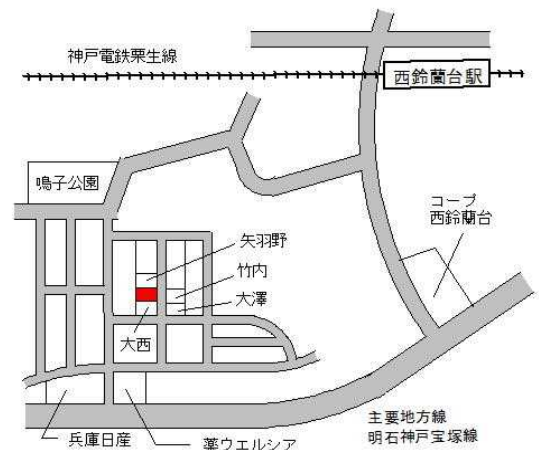 神戸電鉄粟生線
西鈴蘭台駅
鳴子公園
コープ
西鈴蘭台
矢羽野
竹内
大澤
大西
主要地方線
明石神戸宝塚線
兵庫日産
薬ウエルシア